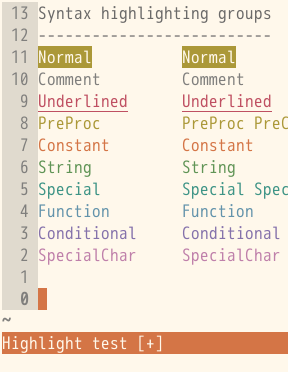 13 Syntax highlighting groups
12 --------------------------
11 Normal          Normal
10 Comment         Comment
9 Underlined      Underlined
8 PreProc         PreProc PreC
7 Constant        Constant
6 String          String
5 Special         Special Spec
4 Function        Function
3 Conditional     Conditional
2 SpecialChar     SpecialChar
1
0
~
Highlight test [+]